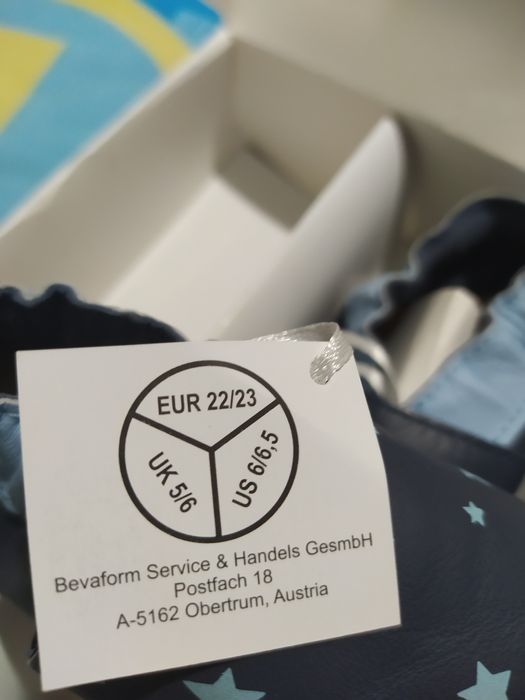 EUR 22/23
UK 5/6
US 6/6,5
Bevaform Service & Handels GesmbH
Postfach 18
A-5162 Obertrum, Austria